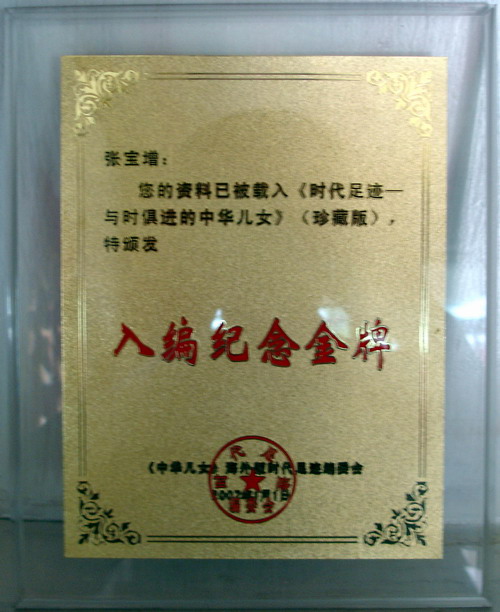 张宝增：
您的资料已被载入《时代足迹—
与时俱进的中华儿女》（珍藏版），
特颁发
入编纪念金牌
《中华儿女》海外版时代足迹编委会